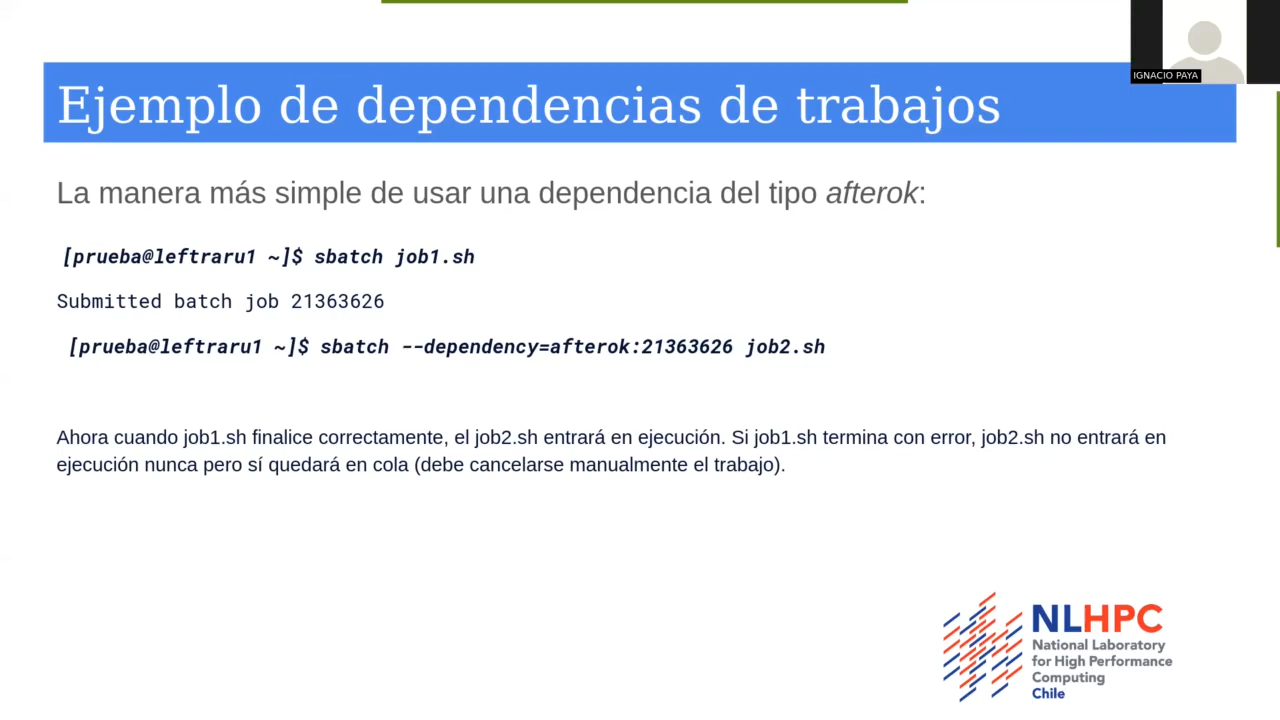 IGNACIO PAYA
Ejemplo de dependencias de trabajos
La manera más simple de usar una dependencia del tipo afterok:
[prueba@leftraru1 ~]$ sbatch job1.sh
Submitted batch job 21363626
[prueba@leftraru1 ~]$ sbatch --dependency=afterok:21363626 job2.sh
Ahora cuando job1.sh finalice correctamente, el job2.sh entrará en ejecución. Si job1.sh termina con error, job2.sh no entrará en
ejecución nunca pero sí quedará en cola (debe cancelarse manualmente el trabajo).
NLHPC
National Laboratory
for High Performance
Computing
Chile